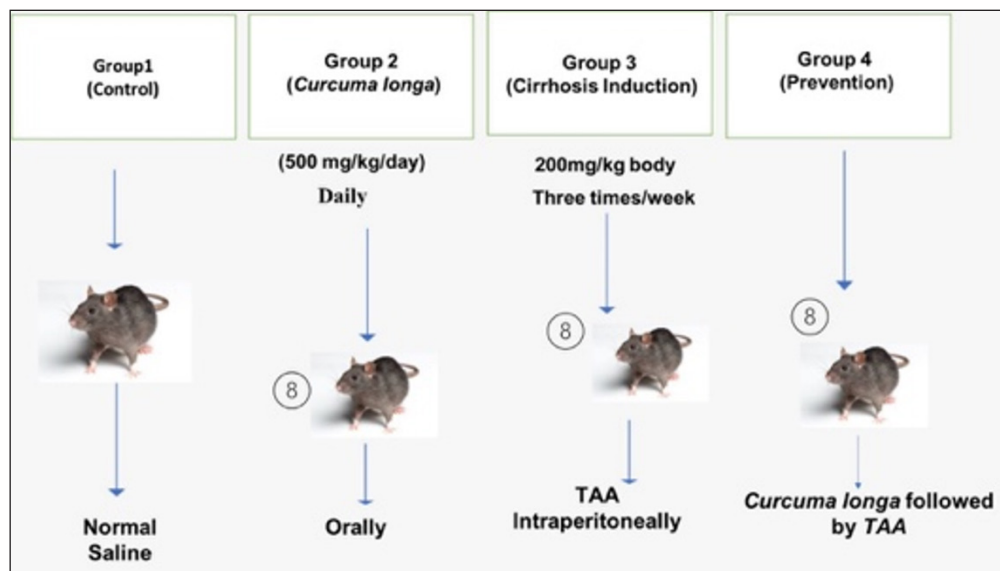 Group1
(Control)
Group 2
(Curcuma longa)
Group 3
(Cirrhosis Induction)
Group 4
(Prevention)
(500 mg/kg/day)
Daily
200mg/kg body
Three times/week
8
8
8
Normal
Saline
Orally
TAA
Intraperitoneally
Curcuma longa followed
by TAA